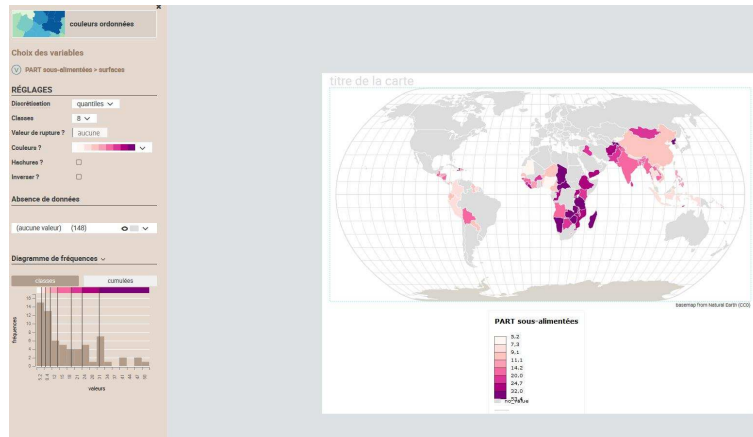 couleurs ordonnées
Choix des variables
PART sous-alimentées > surfaces
RÉGLAGES
Discrétisation quantiles
Classes 8
Valeur de rupture ? aucune
Couleurs ?
Hachures ?
Inverser ?
Absence de données
(aucune valeur) (148)
Diagramme de fréquences
classes cumulées
fréquences
valeurs
titre de la carte
basemap from Natural Earth (CC0)
PART sous-alimentées
5.2
7.3
9.1
11.1
14.2
20.0
24.7
32.0
no_value